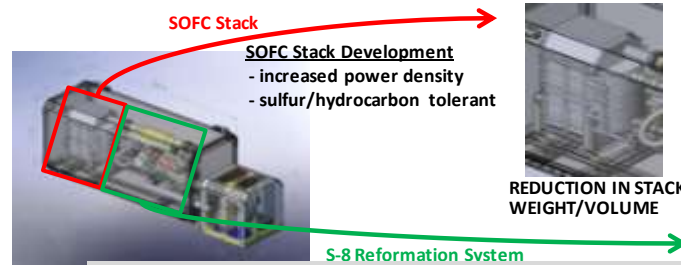 SOFC Stack
SOFC Stack Development
- increased power density
- sulfur/hydrocarbon tolerant
REDUCTION IN STACK
WEIGHT/VOLUME
S-8 Reformation System